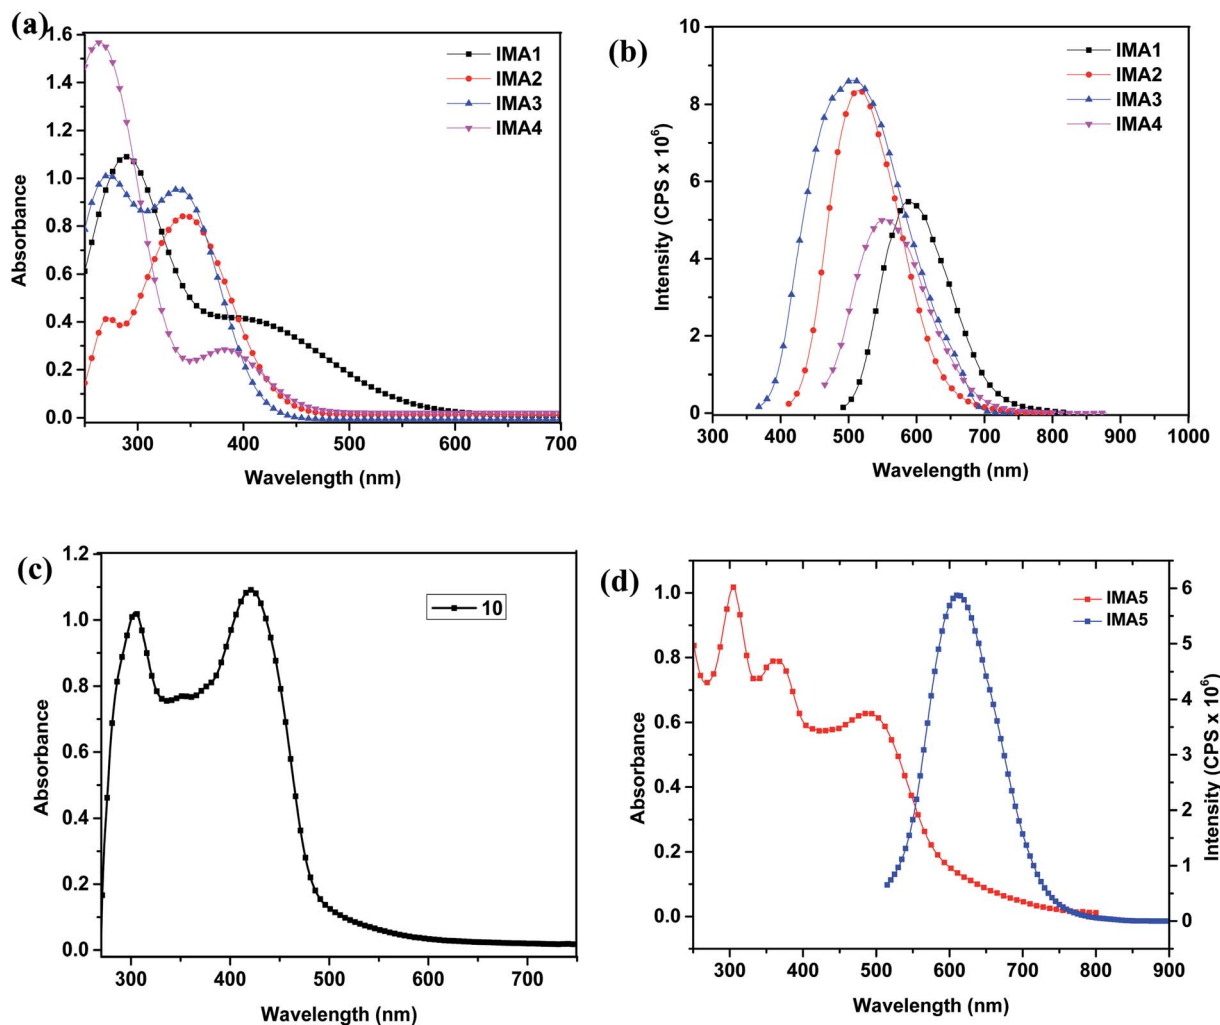 (a)
1.6
1.4
1.2
1.0
0.8
0.6
0.4
0.2
0.0
Absorbance
IMA1
IMA2
IMA3
IMA4
300 400 500 600 700
Wavelength (nm)
(b)
10
8
6
4
2
0
Intensity (CPS x 10⁶)
IMA1
IMA2
IMA3
IMA4
300 400 500 600 700 800 900 1000
Wavelength (nm)
(c)
1.2
1.0
0.8
0.6
0.4
0.2
0.0
Absorbance
10
300 400 500 600 700
Wavelength (nm)
(d)
1.0
0.8
0.6
0.4
0.2
0.0
Absorbance
IMA5
IMA5
6
5
4
3
2
1
0
Intensity (CPS x 10⁶)
300 400 500 600 700 800 900
Wavelength (nm)